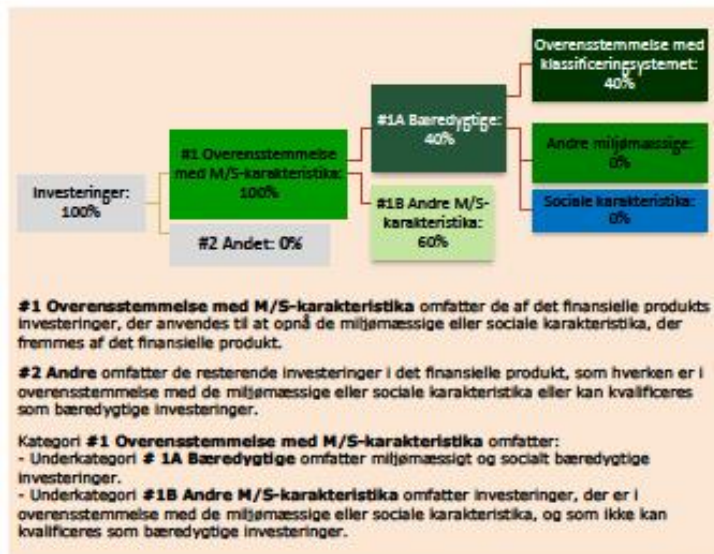 Overensstemmelse med
klassificeringsystemet:
40%
#1A Bæredygtige:
40%
#1 Overensstemmelse
med M/S-karakteristika:
100%
Andre miljømæssige:
0%
Investeringer:
100%
#1B Andre M/S-
karakteristika:
60%
Sociale karakteristika:
0%
#2 Andet: 0%
#1 Overensstemmelse med M/S-karakteristika omfatter de af det finansielle produkts
investeringer, der anvendes til at opnå de miljømæssige eller sociale karakteristika, der
fremmes af det finansielle produkt.
#2 Andre omfatter de resterende investeringer i det finansielle produkt, som hverken er i
overensstemmelse med de miljømæssige eller sociale karakteristika eller kan kvalificeres
som bæredygtige investeringer.
Kategori #1 Overensstemmelse med M/S-karakteristika omfatter:
- Underkategori # 1A Bæredygtige omfatter miljømæssigt og socialt bæredygtige
investeringer.
- Underkategori #1B Andre M/S-karakteristika omfatter investeringer, der er i
overensstemmelse med de miljømæssige eller sociale karakteristika, og som ikke kan
kvalificeres som bæredygtige investeringer.